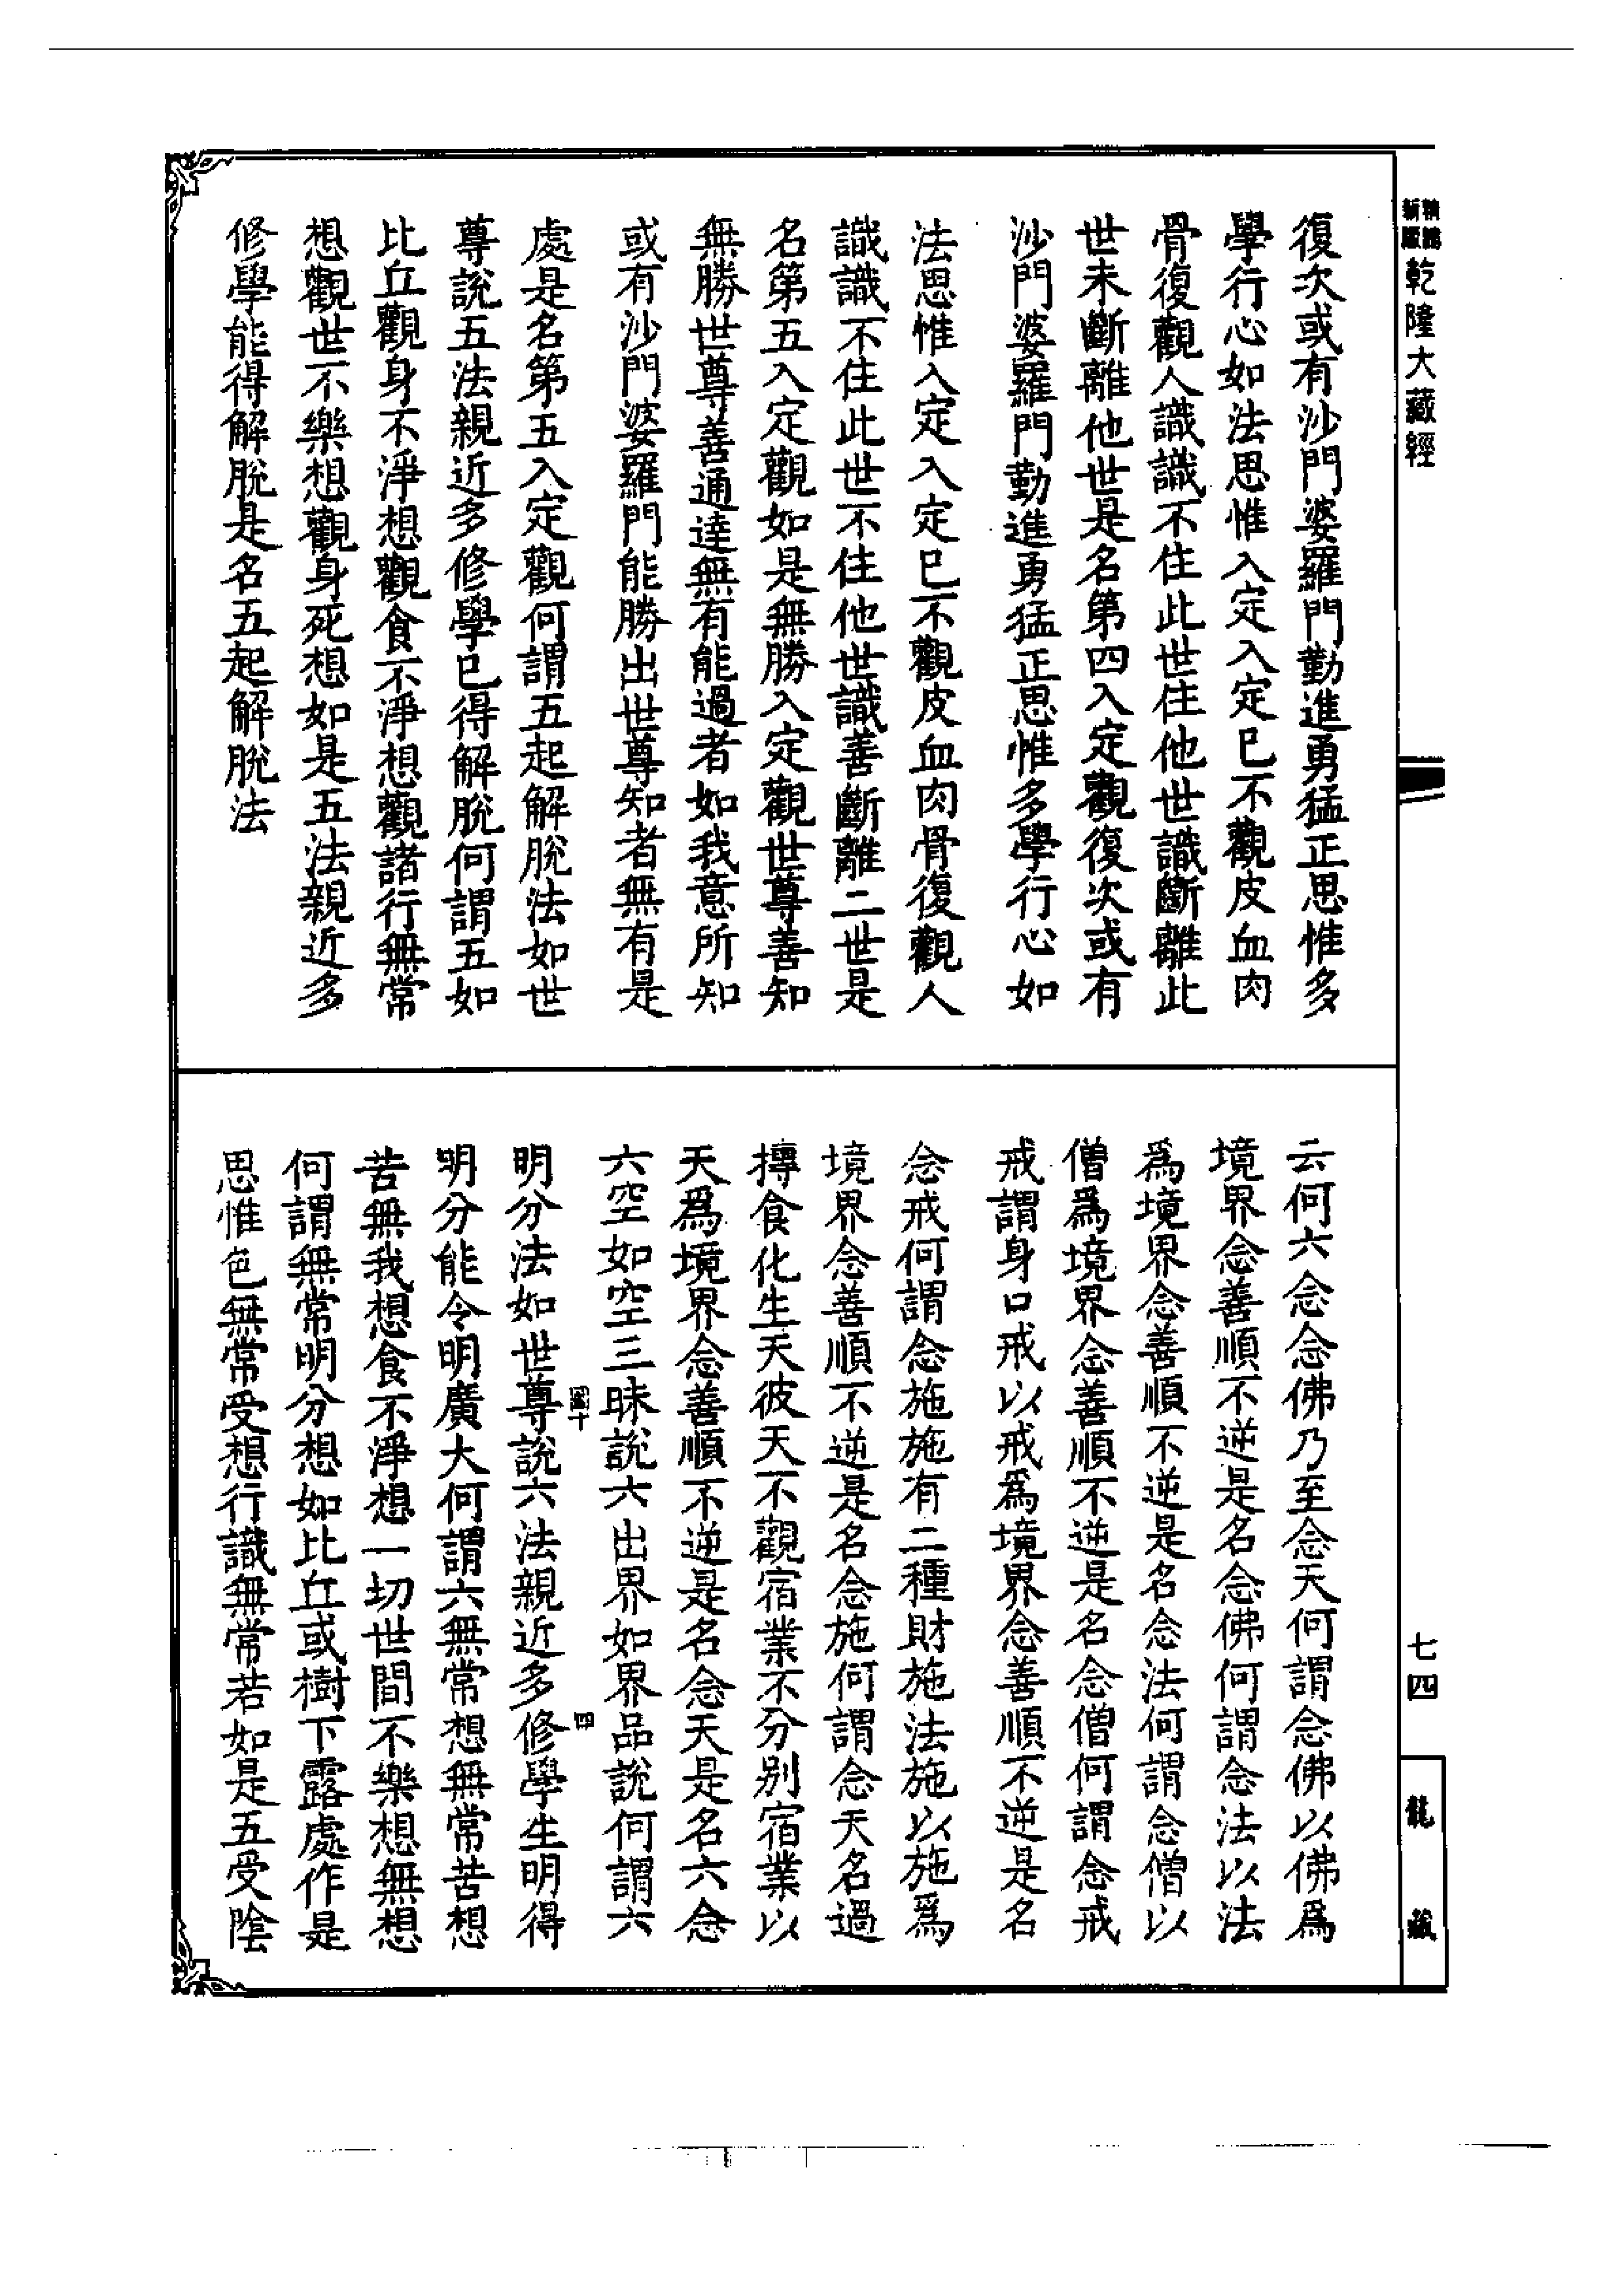 新版
精縮
乾隆大藏經
復次或有沙門婆羅門勤進勇猛正思惟多
學行心如法思惟入定入定已不觀皮血肉
骨復觀人識識不住此世住他世識斷離此
世未斷離他世是名第四入定觀復次或有
沙門婆羅門勤進勇猛正思惟多學行心如
法思惟入定入定已不觀皮血肉骨復觀人
識識不住此世不住他世識善斷離二世是
名第五入定觀如是無勝入定觀世尊善知
無勝世尊善通達無有能過者如我意所知
或有沙門婆羅門能勝出世尊知者無有是
處是名第五入定觀何謂五起解脫法如世
尊說五法親近多修學已得解脫何謂五如
比丘觀身不淨想觀食不淨想觀諸行無常
想觀世不樂想觀身死想如是五法親近多
修學能得解脫是名五起解脫法
云何六念念佛乃至念天何謂念佛以佛爲
境界念善順不逆是名念佛何謂念法以法
爲境界念善順不逆是名念法何謂念僧以
僧爲境界念善順不逆是名念僧何謂念戒
戒謂身口戒以戒爲境界念善順不逆是名
念戒何謂念施施有二種財施法施以施爲
境界念善順不逆是名念施何謂念天名過
摶食化生天彼天不觀宿業不分別宿業以
天爲境界念善順不逆是名念天是名六念
六空如空三昧說六出界如界品說何謂六
明分法如世尊說六法親近多修學生明得
四
明分能令明廣大何謂六無常想無常苦想
苦無我想食不淨想一切世間不樂想無想
何謂無常明分想如比丘或樹下露處作是
思惟色無常受想行識無常若如是五受陰
七四
龍藏